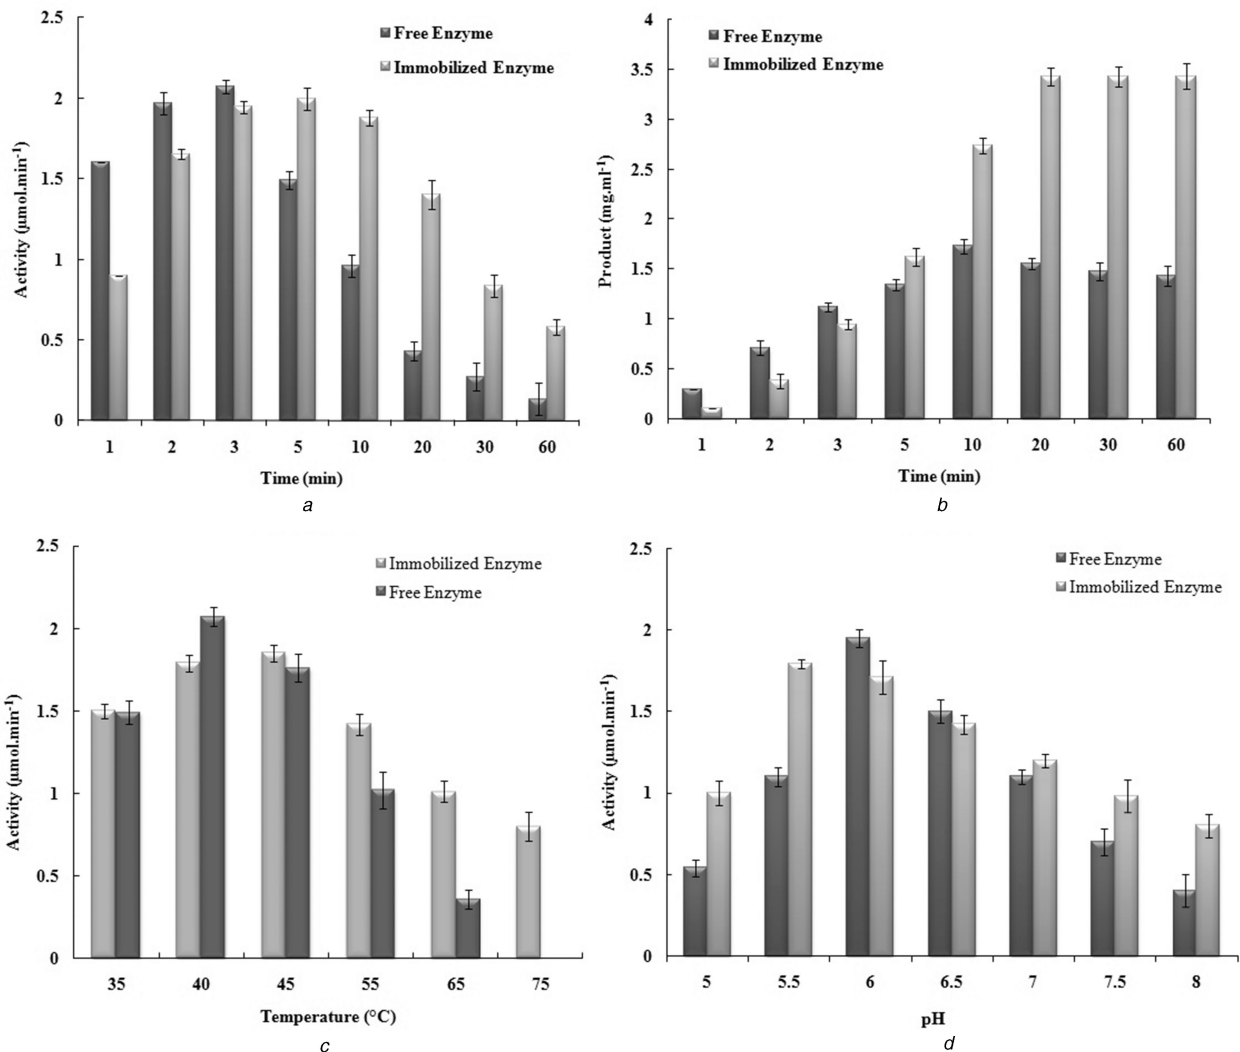 2.5
2
1.5
1
0.5
0
Activity (µmol.min-1)
Free Enzyme
Immobilized Enzyme
1 2 3 5 10 20 30 60
Time (min)
a
4
3.5
3
2.5
2
1.5
1
0.5
0
Product (mg.ml-1)
Free Enzyme
Immobilized Enzyme
1 2 3 5 10 20 30 60
Time (min)
b
2.5
2
1.5
1
0.5
0
Activity (µmol.min-1)
Immobilized Enzyme
Free Enzyme
35 40 45 55 65 75
Temperature (°C)
c
2.5
2
1.5
1
0.5
0
Activity (µmol.min-1)
Free Enzyme
Immobilized Enzyme
5 5.5 6 6.5 7 7.5 8
pH
d